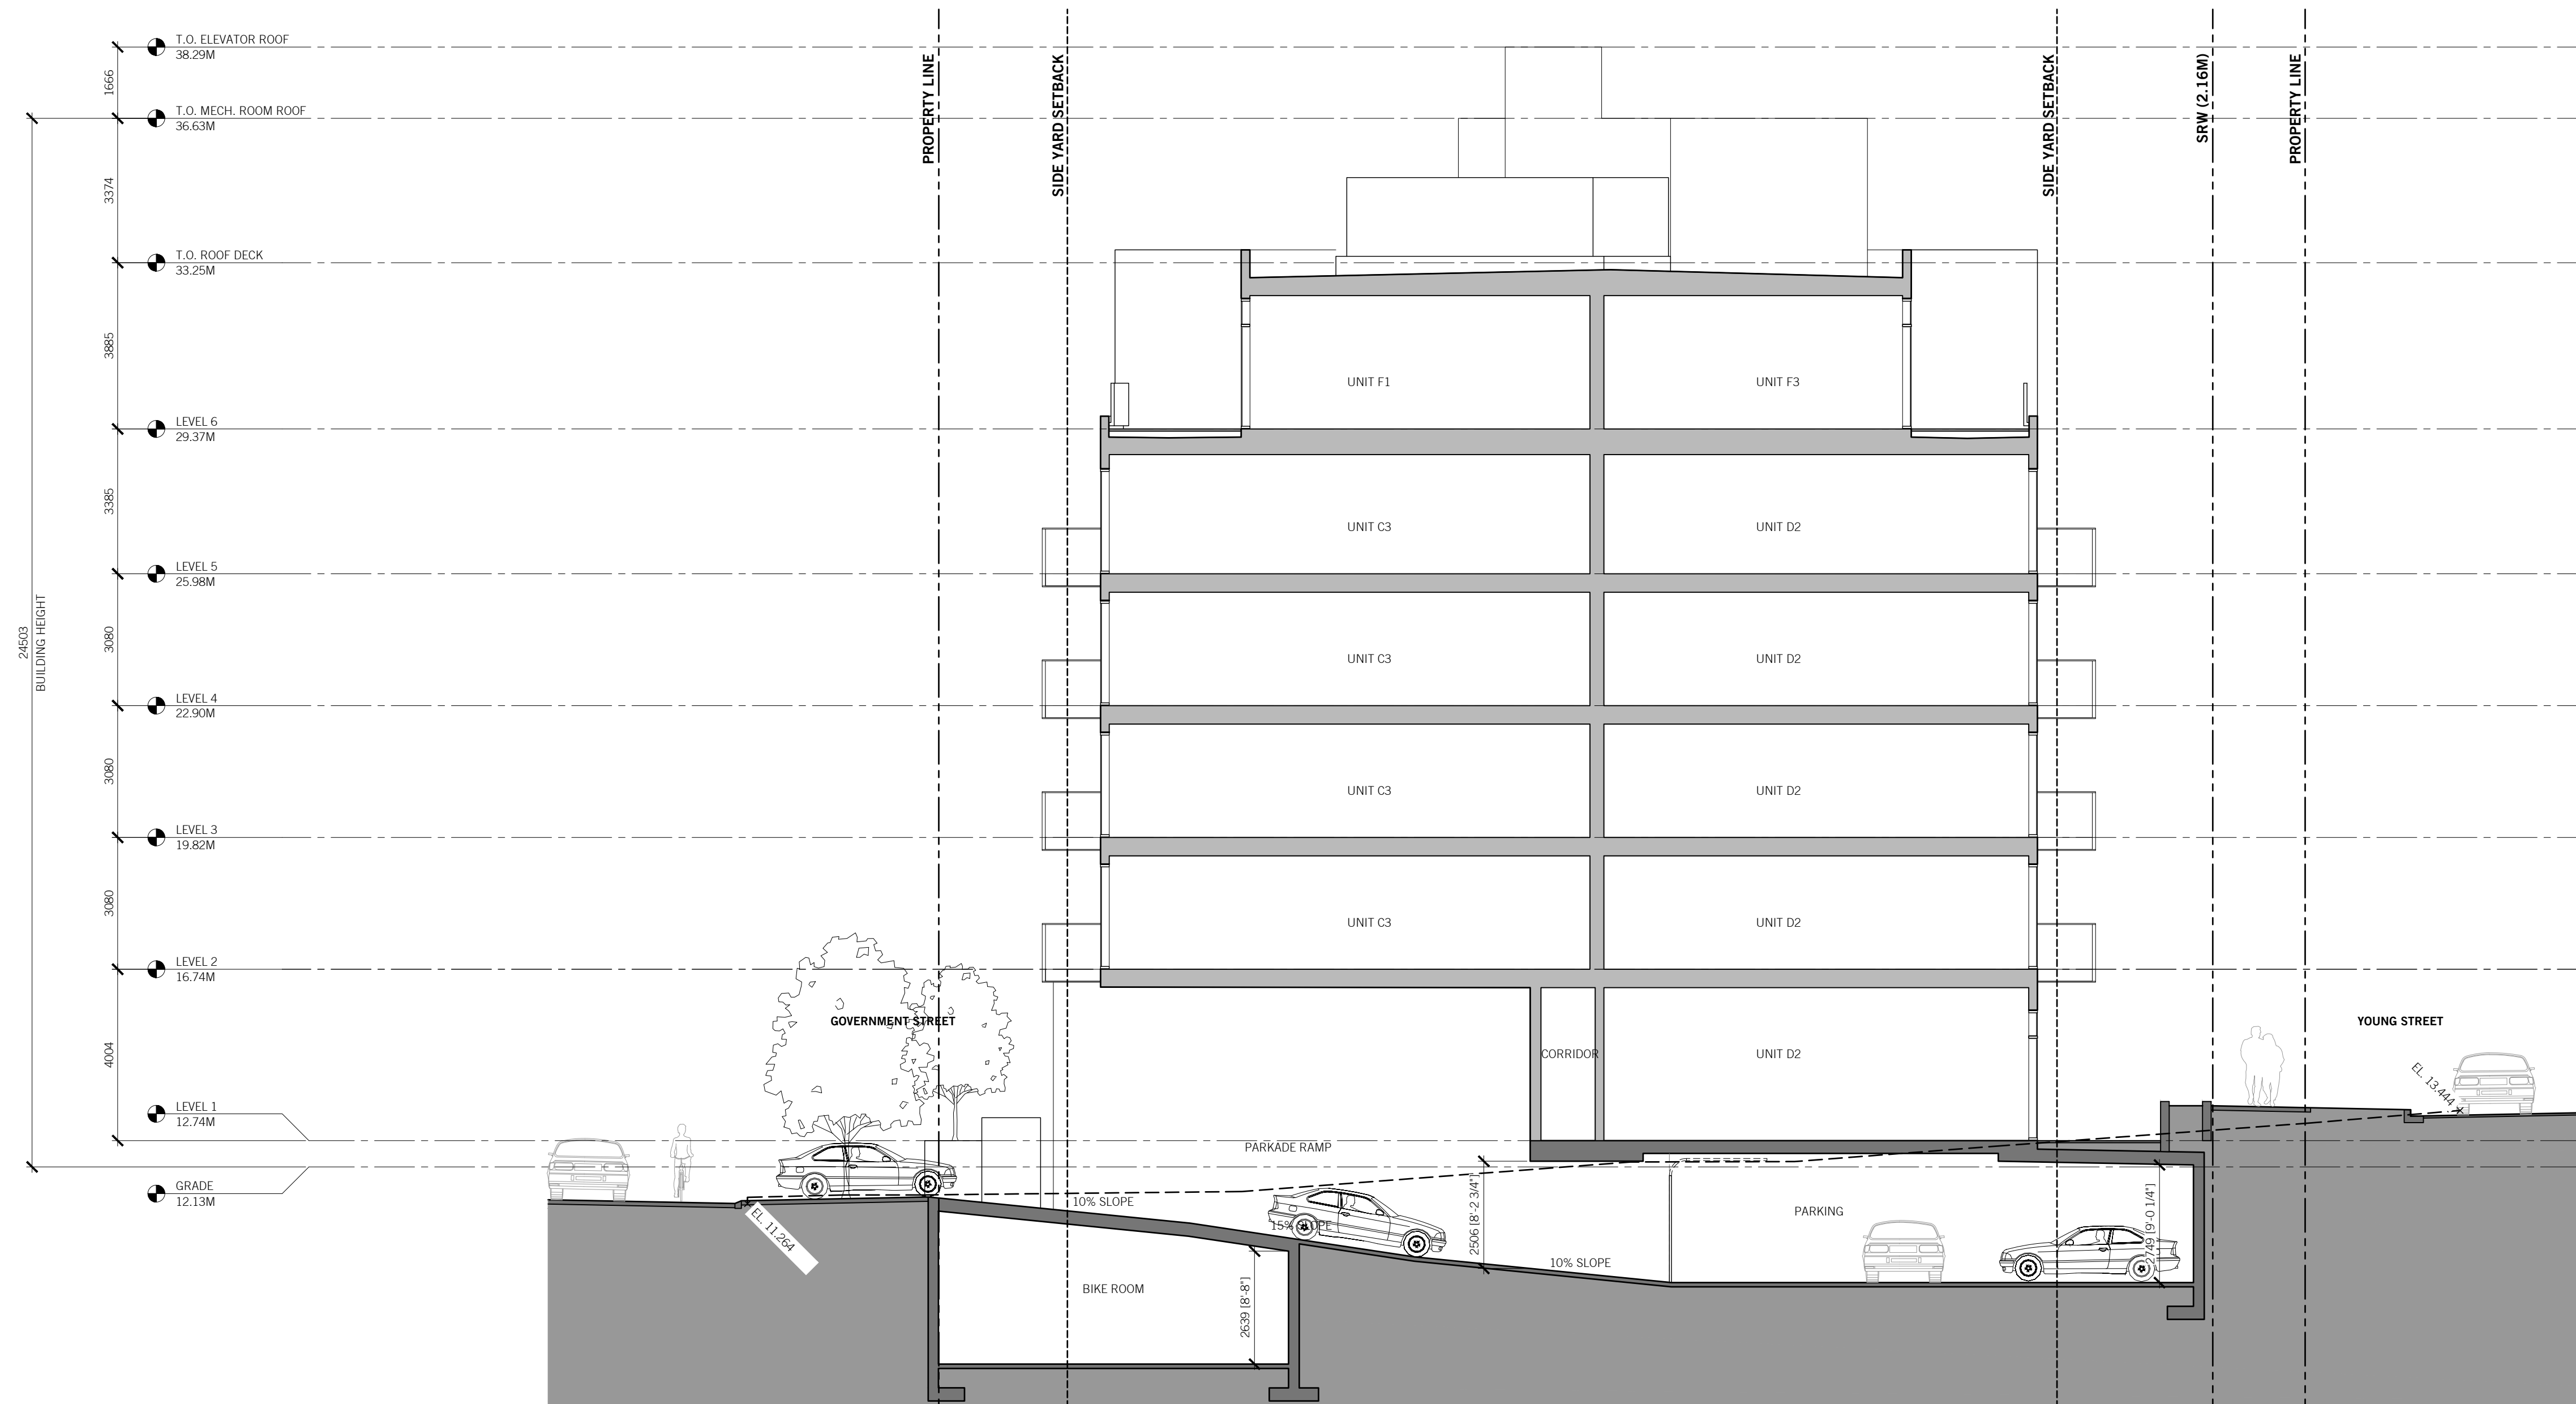 T.O. ELEVATOR ROOF
38.29M
1666
T.O. MECH. ROOM ROOF
36.63M
3374
T.O. ROOF DECK
33.25M
3885
LEVEL 6
29.37M
3385
LEVEL 5
25.98M
3080
LEVEL 4
22.90M
3080
LEVEL 3
19.82M
3080
LEVEL 2
16.74M
4004
LEVEL 1
12.74M
GRADE
12.13M
24503
BUILDING HEIGHT
PROPERTY LINE
SIDE YARD SETBACK
SIDE YARD SETBACK
SRW (2.16M)
PROPERTY LINE
UNIT F1
UNIT F3
UNIT C3
UNIT D2
UNIT C3
UNIT D2
UNIT C3
UNIT D2
UNIT C3
UNIT D2
GOVERNMENT STREET
YOUNG STREET
CORRIDOR
UNIT D2
EL. 13.444
PARKADE RAMP
10% SLOPE
EL. 11.264
15% SLOPE
2506 [8'-2 3/4"]
PARKING
2749 [9'-0 1/4"]
10% SLOPE
BIKE ROOM
2639 [8'-8"]